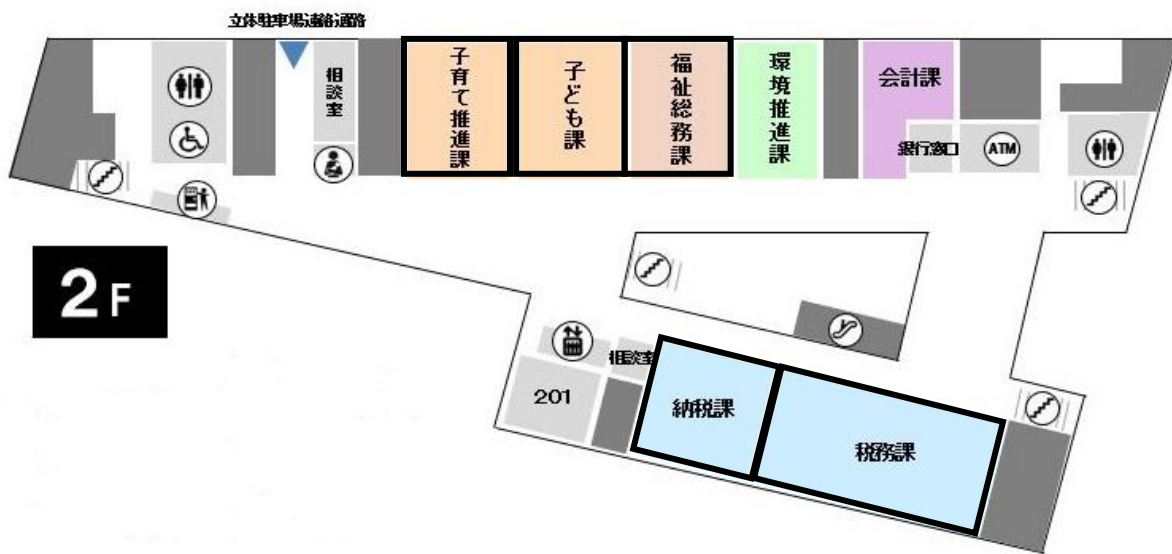 立体駐車場連絡通路
相談室
子育て推進課
子ども課
福祉総務課
環境推進課
会計課
銀行窓口
ATM
2F
相談室
201
納税課
税務課